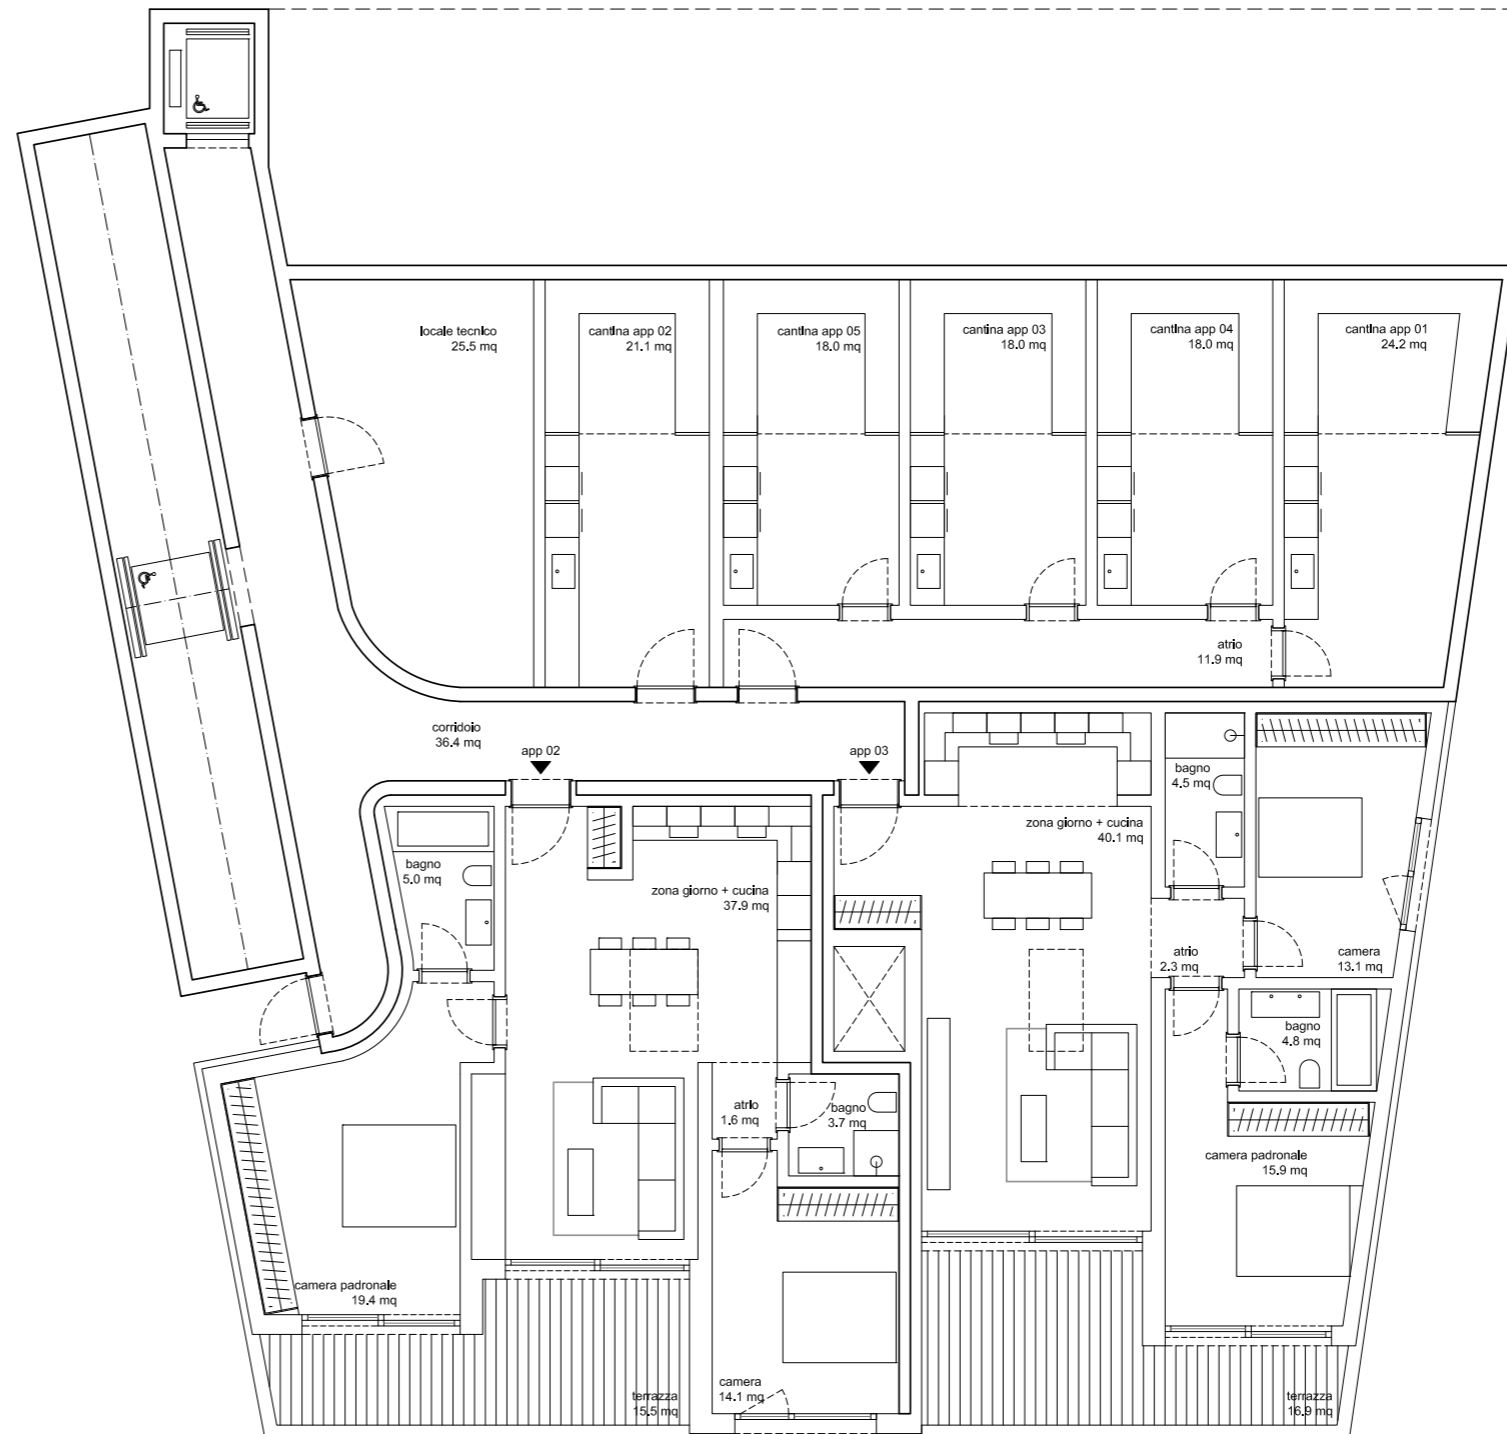 locale tecnico
25.5 mq
cantina app 02
21.1 mq
cantina app 05
18.0 mq
cantina app 03
18.0 mq
cantina app 04
18.0 mq
cantina app 01
24.2 mq
atrio
11.9 mq
corridoio
36.4 mq
app 02
app 03
bagno
4.5 mq
zona giorno + cucina
40.1 mq
bagno
5.0 mq
zona giorno + cucina
37.9 mq
atrio
2.3 mq
camera
13.1 mq
bagno
4.8 mq
atrio
1.6 mq
bagno
3.7 mq
camera padronale
15.9 mq
camera padronale
19.4 mq
camera
14.1 mq
terrazza
15.5 mq
terrazza
16.9 mq